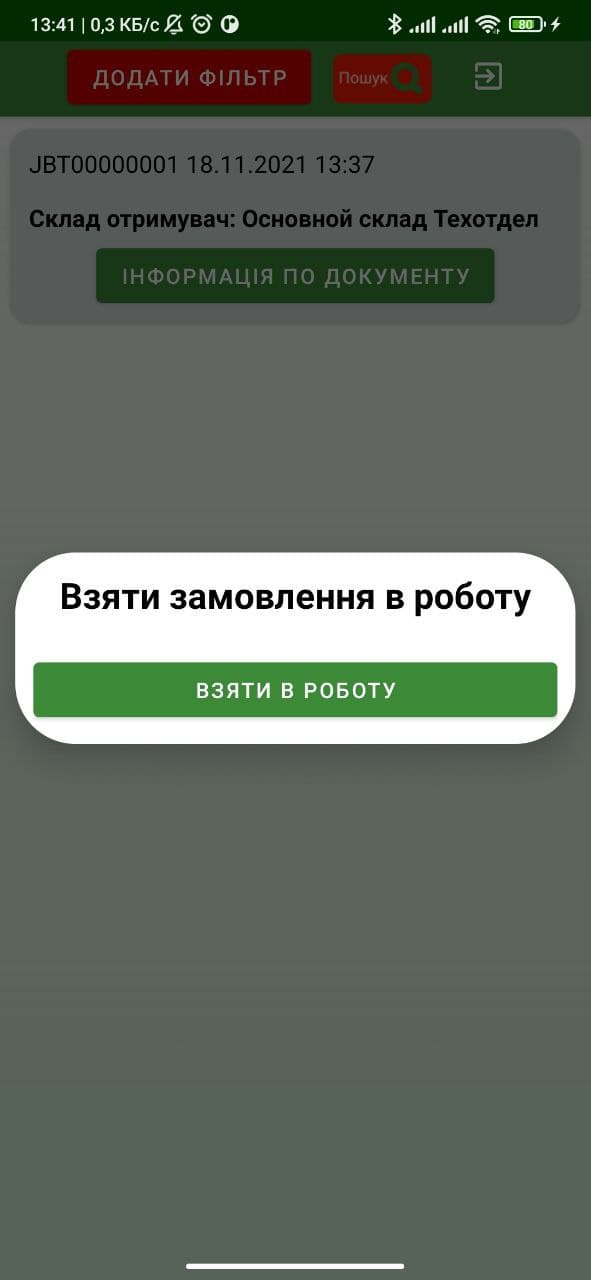 13:41 | 0,3 КБ/с 80
ДОДАТИ ФІЛЬТР Пошук
JBT00000001 18.11.2021 13:37
Склад отримувач: Основной склад Техотдел
ІНФОРМАЦІЯ ПО ДОКУМЕНТУ
Взяти замовлення в роботу
ВЗЯТИ В РОБОТУ